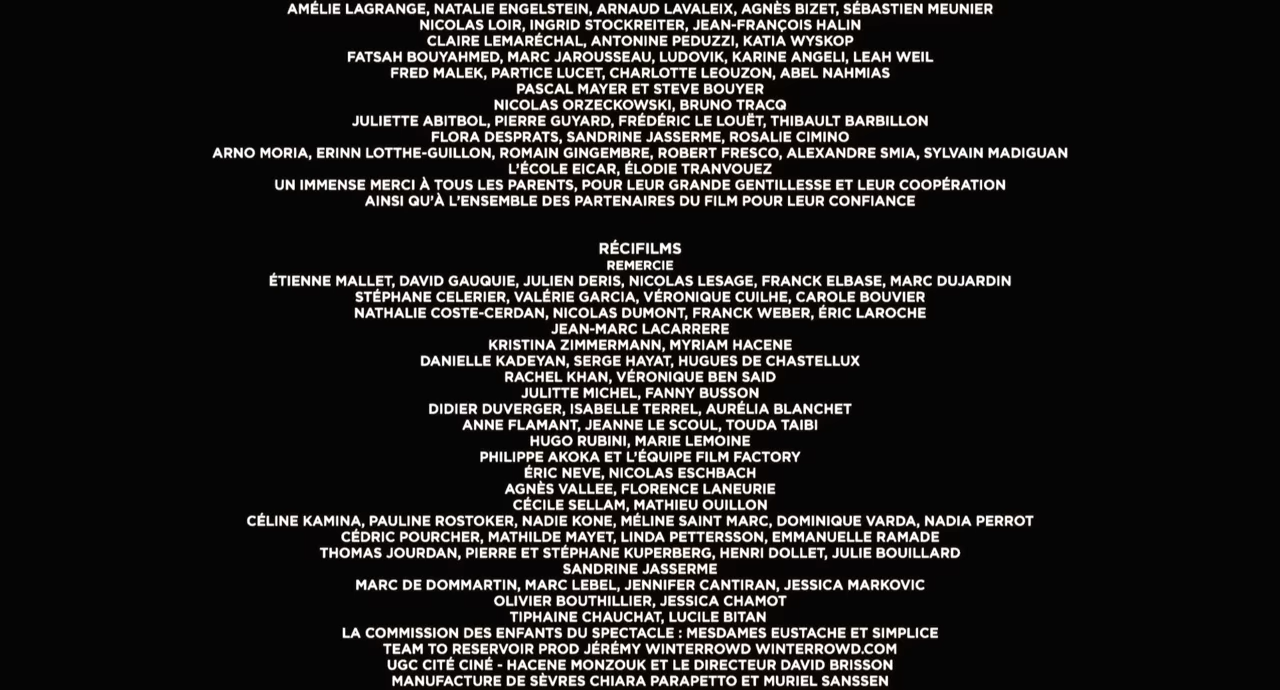 AMÉLIE LAGRANGE, NATALIE ENGELSTEIN, ARNAUD LAVALEIX, AGNÈS BIZET, SÉBASTIEN MEUNIER
NICOLAS LOIR, INGRID STOCKREITER, JEAN-FRANÇOIS HALIN
CLAIRE LEMARÉCHAL, ANTONINE PEDUZZI, KATIA WYSKOP
FATSAH BOUYAHMED, MARC JAROUSSEAU, LUDOVIK, KARINE ANGELI, LEAH WEIL
FRED MALEK, PARTICE LUCET, CHARLOTTE LEOUZON, ABEL NAHMIAS
PASCAL MAYER ET STEVE BOUYER
NICOLAS ORZECKOWSKI, BRUNO TRACQ
JULIETTE ABITBOL, PIERRE GUYARD, FRÉDÉRIC LE LOUËT, THIBAULT BARBILLON
FLORA DESPRATS, SANDRINE JASSERME, ROSALIE CIMINO
ARNO MORIA, ERINN LOTTHE-GUILLON, ROMAIN GINGEMBRE, ROBERT FRESCO, ALEXANDRE SMIA, SYLVAIN MADIGUAN
L'ÉCOLE EICAR, ÉLODIE TRANVOUEZ
UN IMMENSE MERCI À TOUS LES PARENTS, POUR LEUR GRANDE GENTILLESSE ET LEUR COOPÉRATION
AINSI QU'À L'ENSEMBLE DES PARTENAIRES DU FILM POUR LEUR CONFIANCE
RÉCIFILMS
REMERCIE
ÉTIENNE MALLET, DAVID GAUQUIE, JULIEN DERIS, NICOLAS LESAGE, FRANCK ELBASE, MARC DUJARDIN
STÉPHANE CELERIER, VALÉRIE GARCIA, VÉRONIQUE CUILHE, CAROLE BOUVIER
NATHALIE COSTE-CERDAN, NICOLAS DUMONT, FRANCK WEBER, ÉRIC LAROCHE
JEAN-MARC LACARRERE
KRISTINA ZIMMERMANN, MYRIAM HACENE
DANIELLE KADEYAN, SERGE HAYAT, HUGUES DE CHASTELLUX
RACHEL KHAN, VÉRONIQUE BEN SAID
JULITTE MICHEL, FANNY BUSSON
DIDIER DUVERGER, ISABELLE TERREL, AURÉLIA BLANCHET
ANNE FLAMANT, JEANNE LE SCOUL, TOUDA TAIBI
HUGO RUBINI, MARIE LEMOINE
PHILIPPE AKOKA ET L'ÉQUIPE FILM FACTORY
ÉRIC NEVE, NICOLAS ESCHBACH
AGNÈS VALLEE, FLORENCE LANEURIE
CÉCILE SELLAM, MATHIEU OUILLON
CÉLINE KAMINA, PAULINE ROSTOKER, NADIE KONE, MÉLINE SAINT MARC, DOMINIQUE VARDA, NADIA PERROT
CÉDRIC POURCHER, MATHILDE MAYET, LINDA PETTERSSON, EMMANUELLE RAMADE
THOMAS JOURDAN, PIERRE ET STÉPHANE KUPERBERG, HENRI DOLLET, JULIE BOUILLARD
SANDRINE JASSERME
MARC DE DOMMARTIN, MARC LEBEL, JENNIFER CANTIRAN, JESSICA MARKOVIC
OLIVIER BOUTHILLIER, JESSICA CHAMOT
TIPHAINE CHAUCHAT, LUCILE BITAN
LA COMMISSION DES ENFANTS DU SPECTACLE : MESDAMES EUSTACHE ET SIMPLICE
TEAM TO RESERVOIR PROD JÉRÉMY WINTERROWD WINTERROWD.COM
UGC CITÉ CINÉ - HACENE MONZOUK ET LE DIRECTEUR DAVID BRISSON
MANUFACTURE DE SÈVRES CHIARA PARAPETTO ET MURIEL SANSSEN